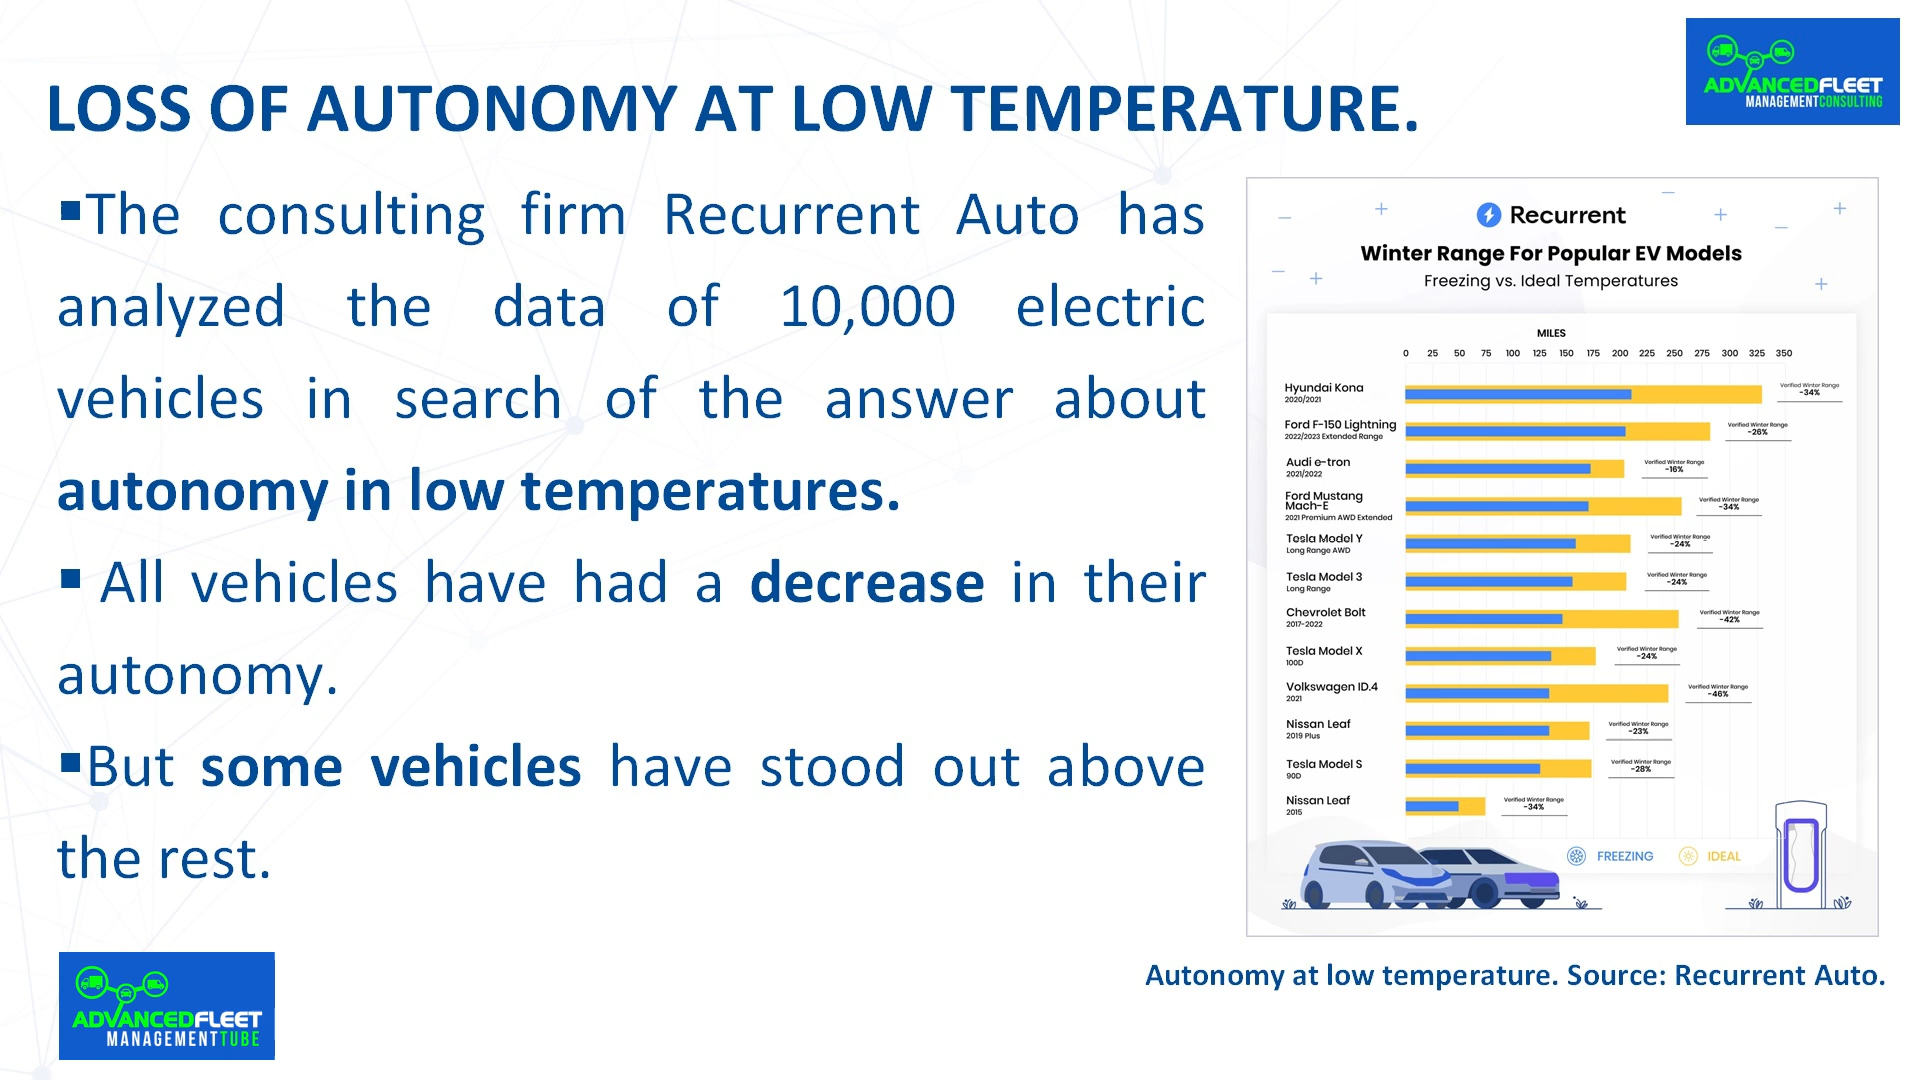 LOSS OF AUTONOMY AT LOW TEMPERATURE.
ADVANCEDFLEET
MANAGEMENTCONSULTING
▪The consulting firm Recurrent Auto has
analyzed the data of 10,000 electric
vehicles in search of the answer about
autonomy in low temperatures.
▪ All vehicles have had a decrease in their
autonomy.
▪But some vehicles have stood out above
the rest.
Recurrent
Winter Range For Popular EV Models
Freezing vs. Ideal Temperatures
MILES
0 25 50 75 100 125 150 175 200 225 250 275 300 325 350
Hyundai Kona
2020/2021
Verified Winter Range
-34%
Ford F-150 Lightning
2022/2023 Extended Range
Verified Winter Range
-26%
Audi e-tron
2021/2022
Verified Winter Range
-16%
Ford Mustang
Mach-E
2021 Premium AWD Extended
Verified Winter Range
-34%
Tesla Model Y
Long Range AWD
Verified Winter Range
-24%
Tesla Model 3
Long Range
Verified Winter Range
-24%
Chevrolet Bolt
2017-2022
Verified Winter Range
-42%
Tesla Model X
100D
Verified Winter Range
-24%
Volkswagen ID.4
2021
Verified Winter Range
-46%
Nissan Leaf
2019 Plus
Verified Winter Range
-23%
Tesla Model S
90D
Verified Winter Range
-28%
Nissan Leaf
2015
Verified Winter Range
-34%
FREEZING IDEAL
Autonomy at low temperature. Source: Recurrent Auto.
ADVANCEDFLEET
MANAGEMENTTUBE